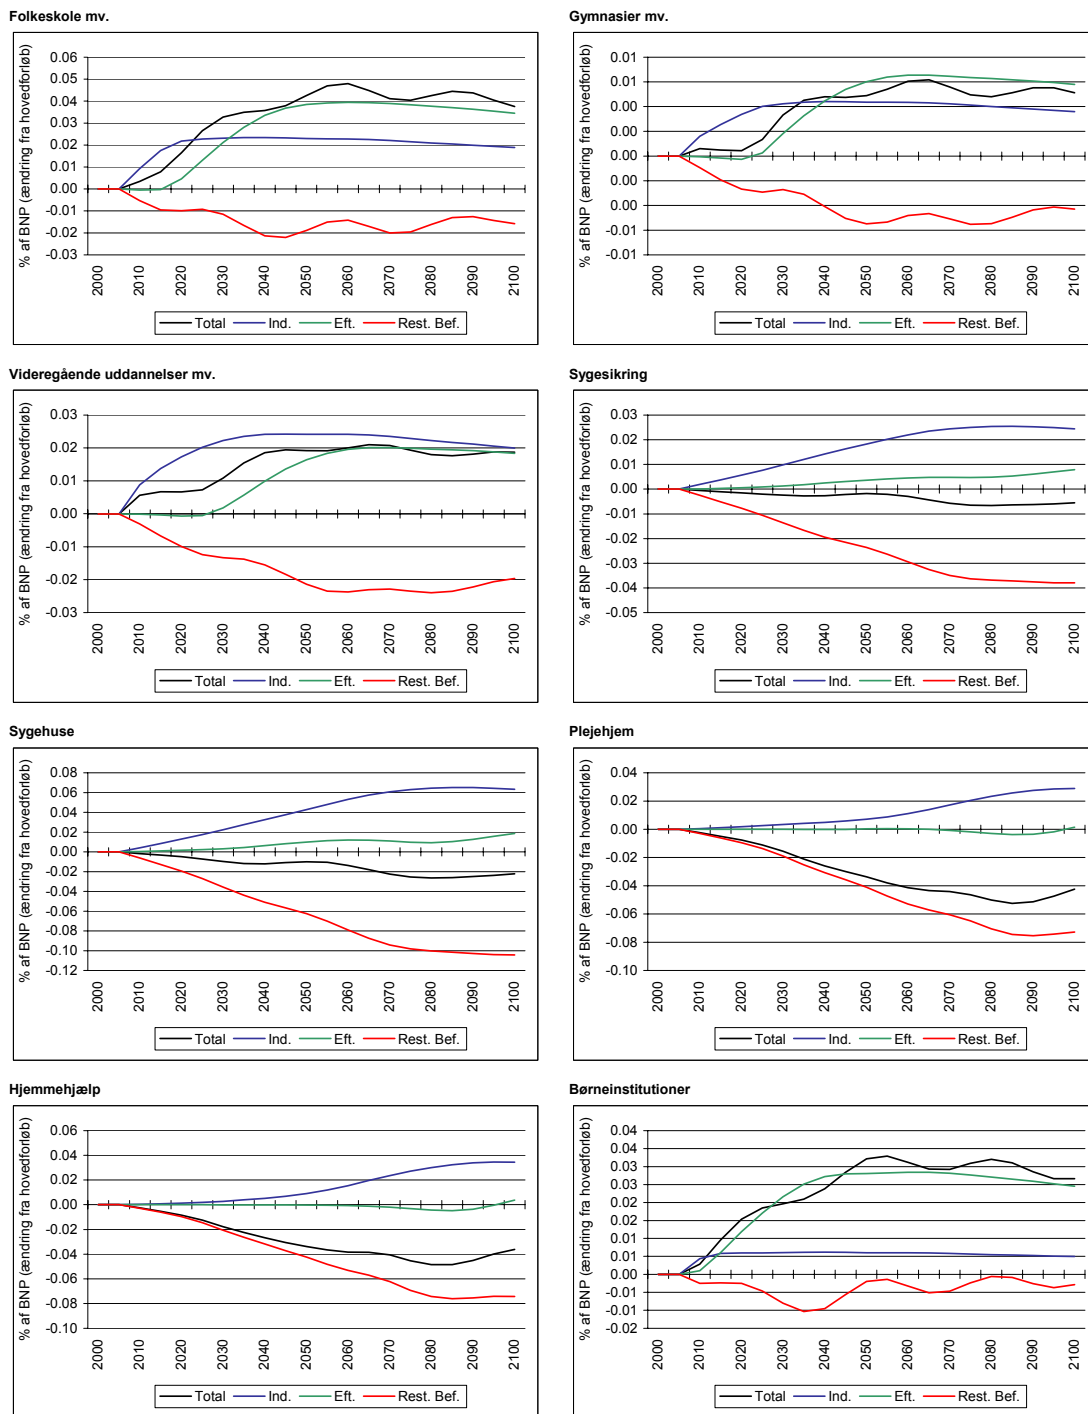 Folkeskole mv.
% af BNP (ændring fra hovedforløb)
0.06
0.05
0.04
0.03
0.02
0.01
0.00
-0.01
-0.02
-0.03
2000 2010 2020 2030 2040 2050 2060 2070 2080 2090 2100
Total Ind. Eft. Rest. Bef.
Gymnasier mv.
% af BNP (ændring fra hovedforløb)
0.01
0.01
0.00
0.00
0.00
0.00
0.00
-0.01
-0.01
2000 2010 2020 2030 2040 2050 2060 2070 2080 2090 2100
Total Ind. Eft. Rest. Bef.
Videregående uddannelser mv.
% af BNP (ændring fra hovedforløb)
0.03
0.02
0.01
0.00
-0.01
-0.02
-0.03
2000 2010 2020 2030 2040 2050 2060 2070 2080 2090 2100
Total Ind. Eft. Rest. Bef.
Sygesikring
% af BNP (ændring fra hovedforløb)
0.03
0.02
0.01
0.00
-0.01
-0.03
-0.04
-0.05
2000 2010 2020 2030 2040 2050 2060 2070 2080 2090 2100
Total Ind. Eft. Rest. Bef.
Sygehuse
% af BNP (ændring fra hovedforløb)
0.08
0.06
0.04
0.02
0.00
-0.02
-0.04
-0.06
-0.08
-0.10
-0.12
2000 2010 2020 2030 2040 2050 2060 2070 2080 2090 2100
Total Ind. Eft. Rest. Bef.
Plejehjem
% af BNP (ændring fra hovedforløb)
0.04
0.02
0.00
-0.02
-0.04
-0.06
-0.08
-0.10
2000 2010 2020 2030 2040 2050 2060 2070 2080 2090 2100
Total Ind. Eft. Rest. Bef.
Hjemmehjælp
% af BNP (ændring fra hovedforløb)
0.06
0.04
0.02
0.00
-0.02
-0.04
-0.06
-0.08
-0.10
2000 2010 2020 2030 2040 2050 2060 2070 2080 2090 2100
Total Ind. Eft. Rest. Bef.
Børneinstitutioner
% af BNP (ændring fra hovedforløb)
0.04
0.04
0.03
0.03
0.02
0.02
0.01
0.01
0.00
-0.01
-0.01
-0.02
2000 2010 2020 2030 2040 2050 2060 2070 2080 2090 2100
Total Ind. Eft. Rest. Bef.